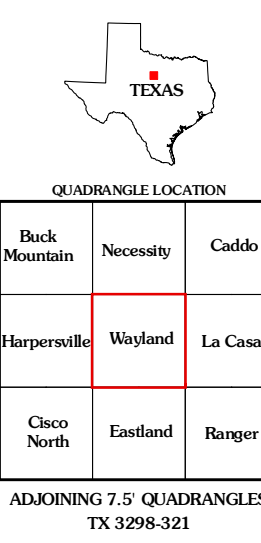 TEXAS
QUADRANGLE LOCATION
Buck
Mountain
Necessity
Caddo
Harpersville
Wayland
La Casa
Cisco
North
Eastland
Ranger
ADJOINING 7.5' QUADRANGLES
TX 3298-321